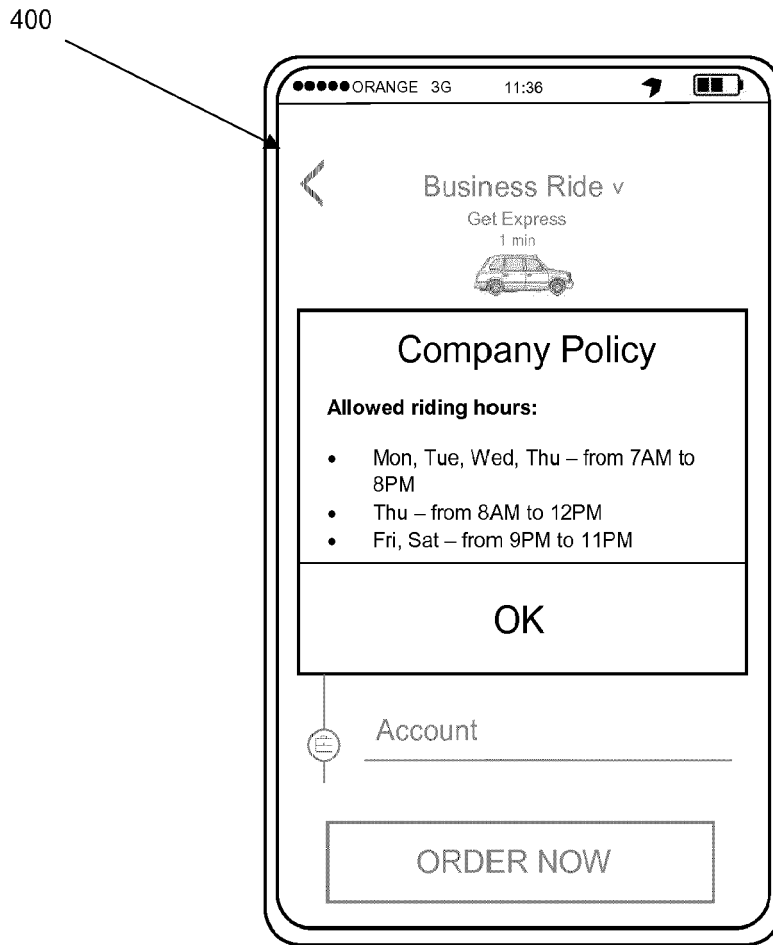 400
ORANGE 3G 11:36
Business Ride v
Get Express
1 min
Company Policy
Allowed riding hours:
• Mon, Tue, Wed, Thu – from 7AM to
8PM
• Thu – from 8AM to 12PM
• Fri, Sat – from 9PM to 11PM
OK
Account
ORDER NOW